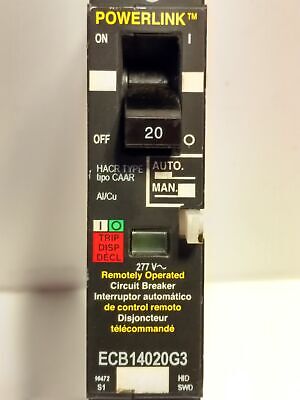 POWERLINK™
ON I
20
OFF O
HACR TYPE AUTO.
tipo CAAR
MAN.
Al/Cu
I O
TRIP
DISP
DECL
277 V~
Remotely Operated
Circuit Breaker
Interruptor automático
de control remoto
Disjoncteur
télécommandé
ECB14020G3
HID
S1 SWD